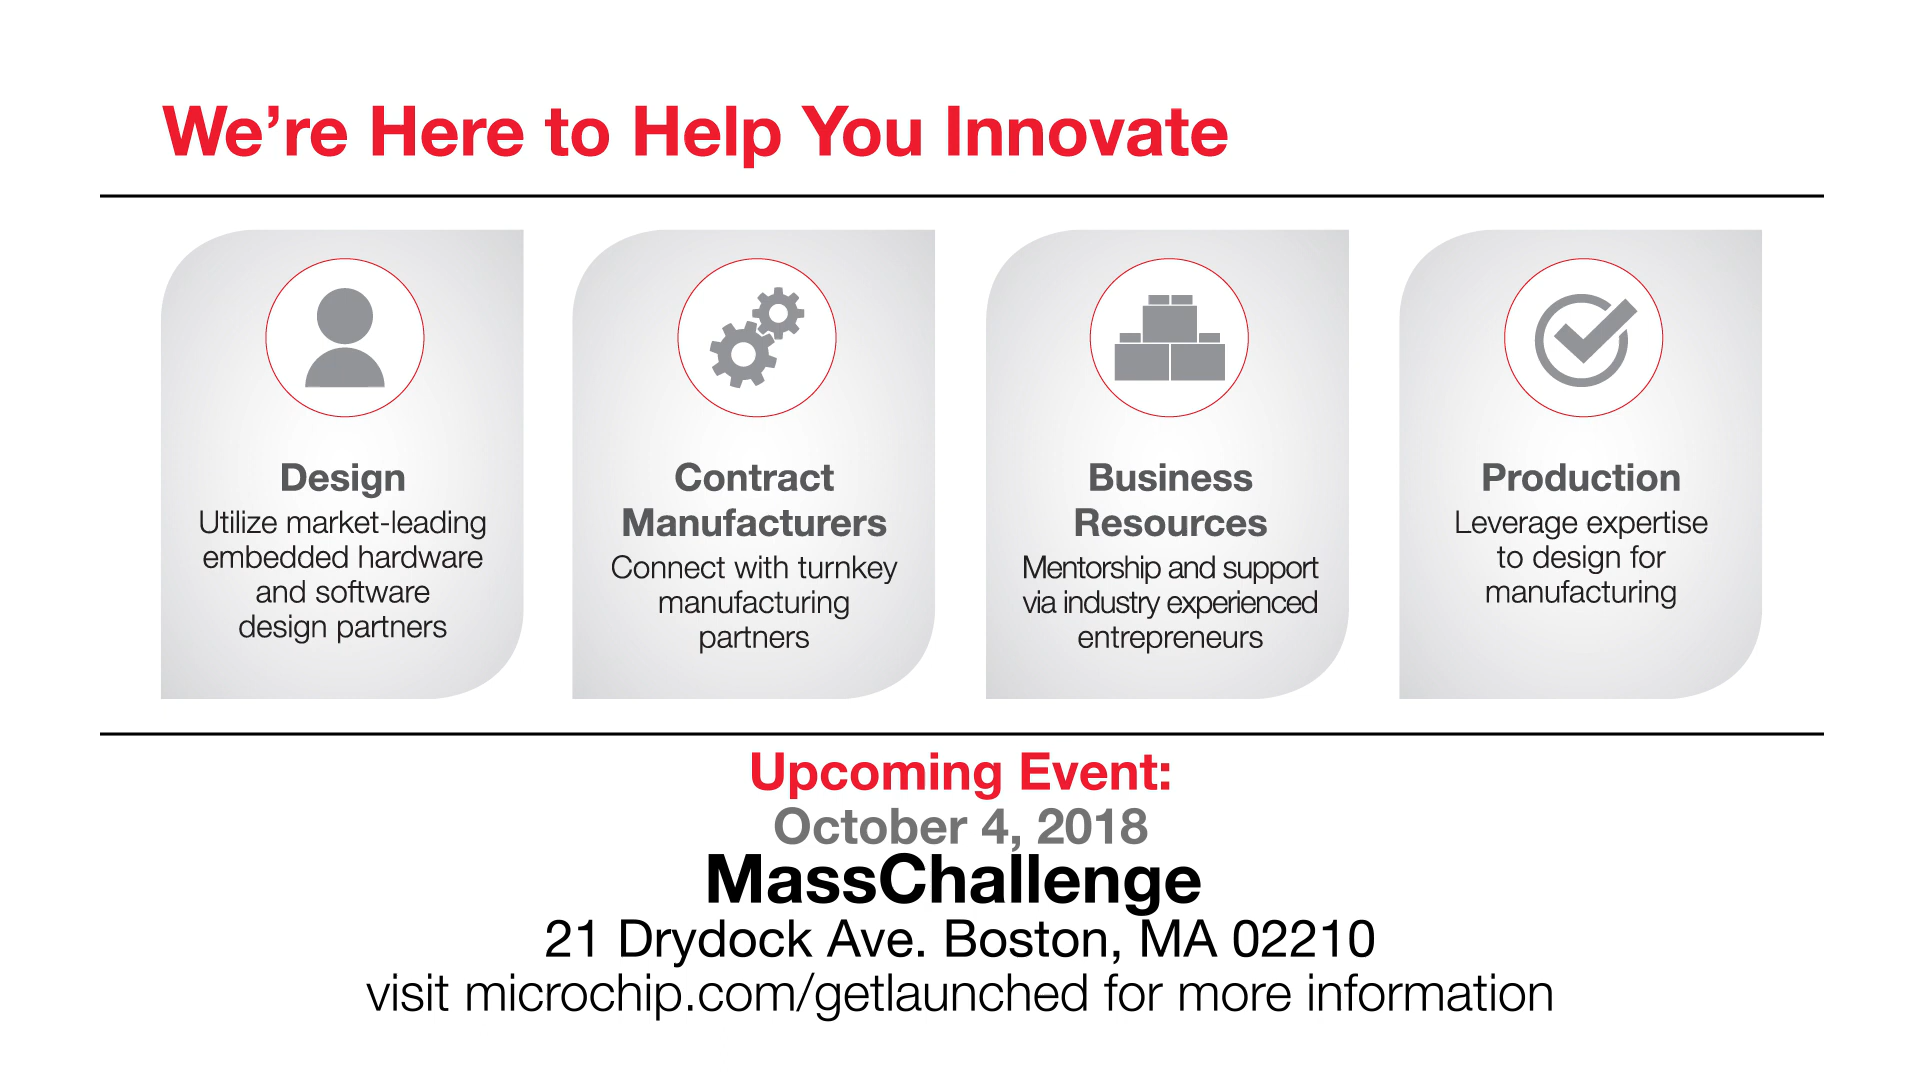 We’re Here to Help You Innovate
Design
Utilize market-leading
embedded hardware
and software
design partners
Contract
Manufacturers
Connect with turnkey
manufacturing
partners
Business
Resources
Mentorship and support
via industry experienced
entrepreneurs
Production
Leverage expertise
to design for
manufacturing
Upcoming Event:
October 4, 2018
MassChallenge
21 Drydock Ave. Boston, MA 02210
visit microchip.com/getlaunched for more information